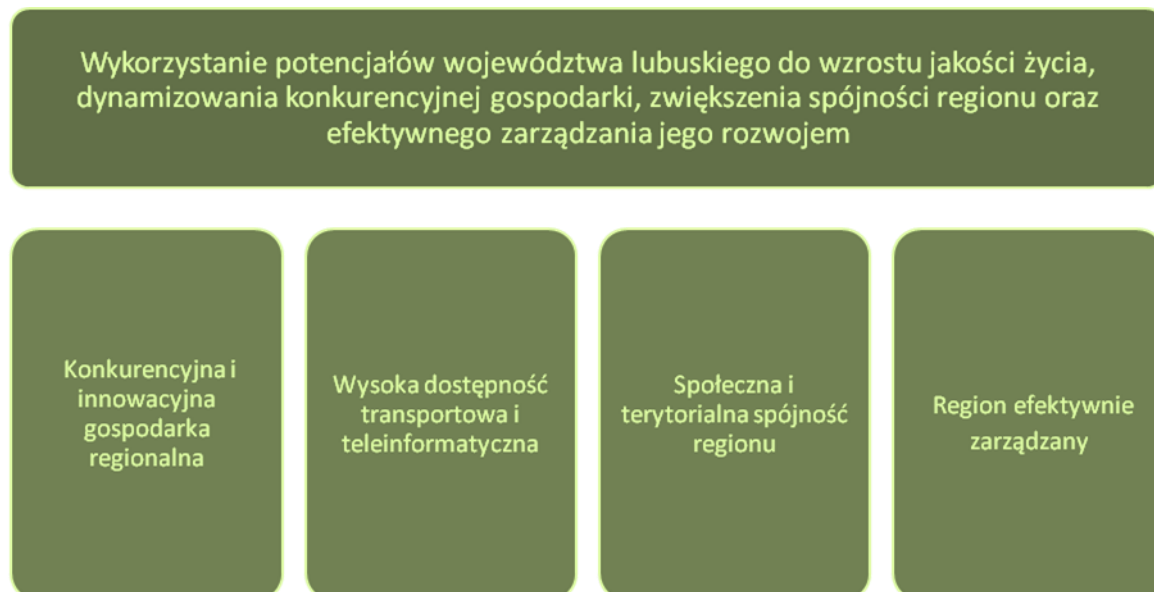 Wykorzystanie potencjałów województwa lubuskiego do wzrostu jakości życia,
dynamizowania konkurencyjnej gospodarki, zwiększenia spójności regionu oraz
efektywnego zarządzania jego rozwojem
Konkurencyjna i
innowacyjna
gospodarka
regionalna
Wysoka dostępność
transportowa i
teleinformatyczna
Społeczna i
terytorialna spójność
regionu
Region efektywnie
zarządzany